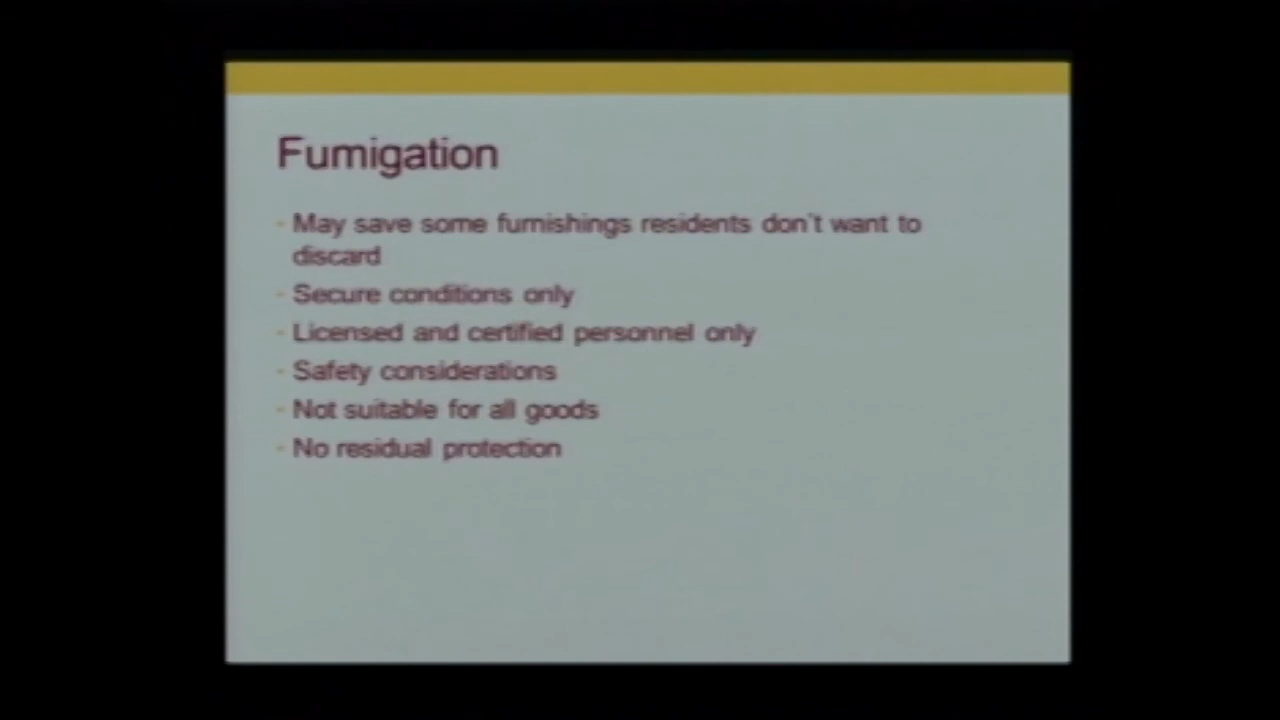 Fumigation
- May save some furnishings residents don't want to
discard
- Secure conditions only
- Licensed and certified personnel only
- Safety considerations
- Not suitable for all goods
- No residual protection